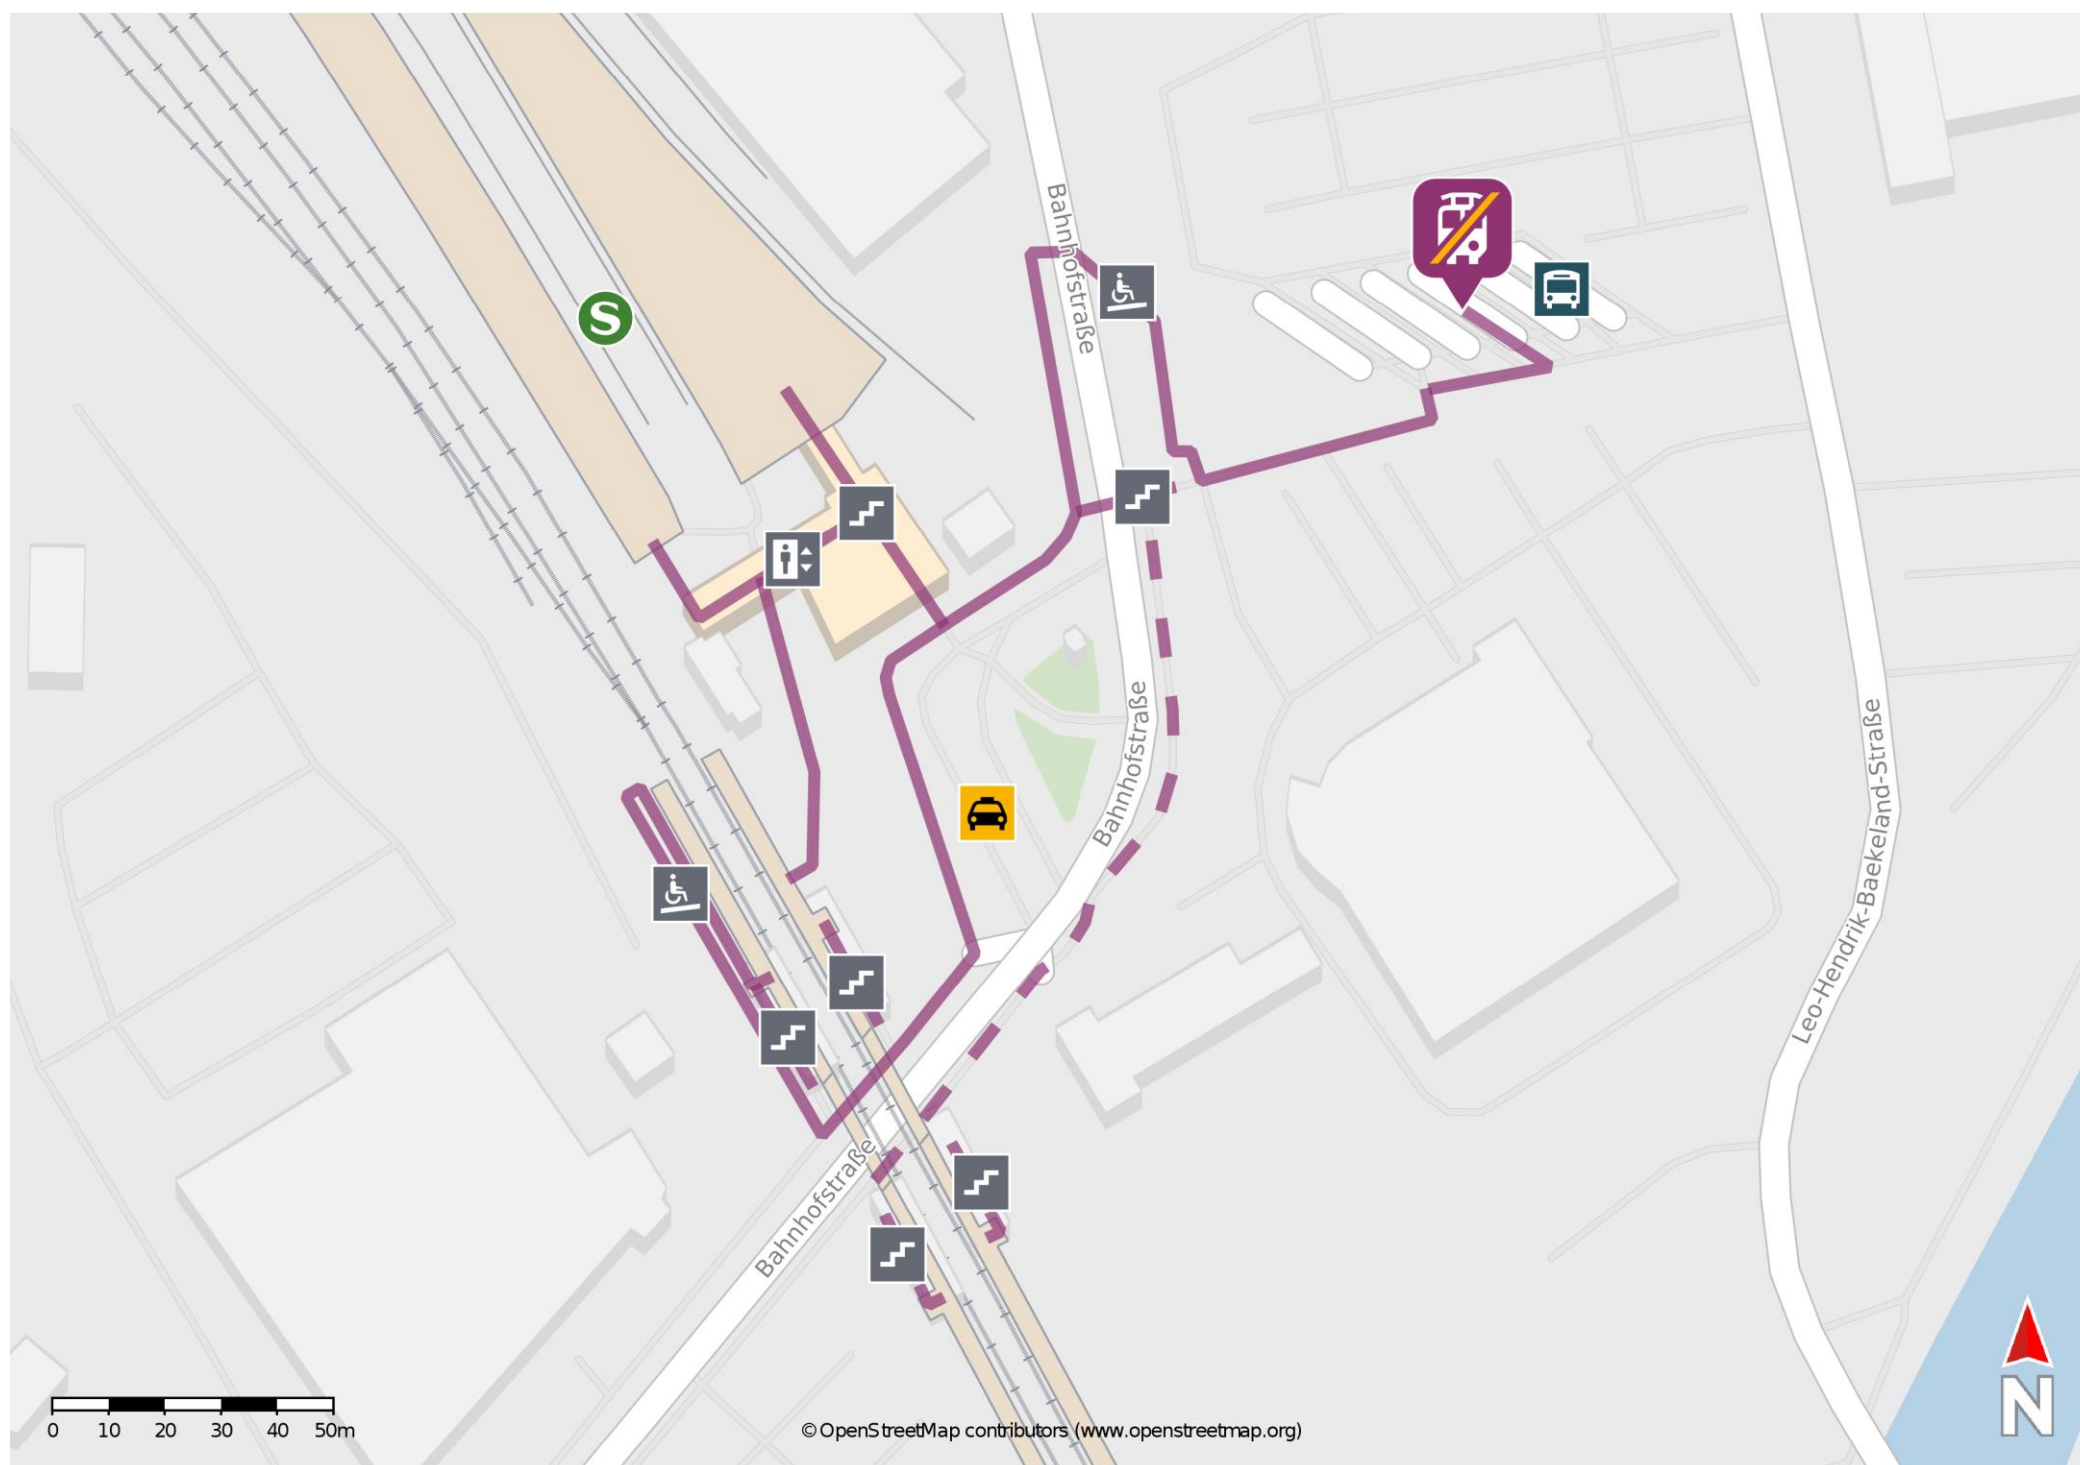 Bahnhofstraße
S
Bahnhofstraße
Leo-Hendrik-Baekeland-Straße
Bahnhofstraße
N
0 10 20 30 40 50m
© OpenStreetMap contributors (www.openstreetmap.org)